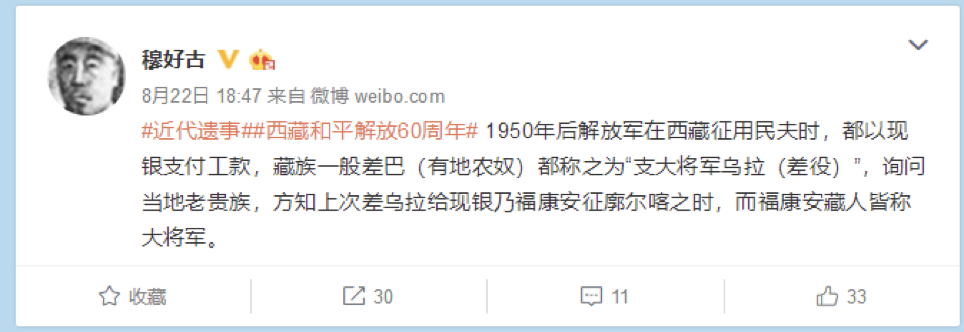 穆好古
8月22日 18:47 来自 微博 weibo.com
#近代遗事##西藏和平解放60周年# 1950年后解放军在西藏征用民夫时，都以现
银支付工款，藏族一般差巴（有地农奴）都称之为“支大将军乌拉（差役）”，询问
当地老贵族，方知上次差乌拉给现银乃福康安征廓尔喀之时，而福康安藏人皆称
大将军。
收藏 30 11 33